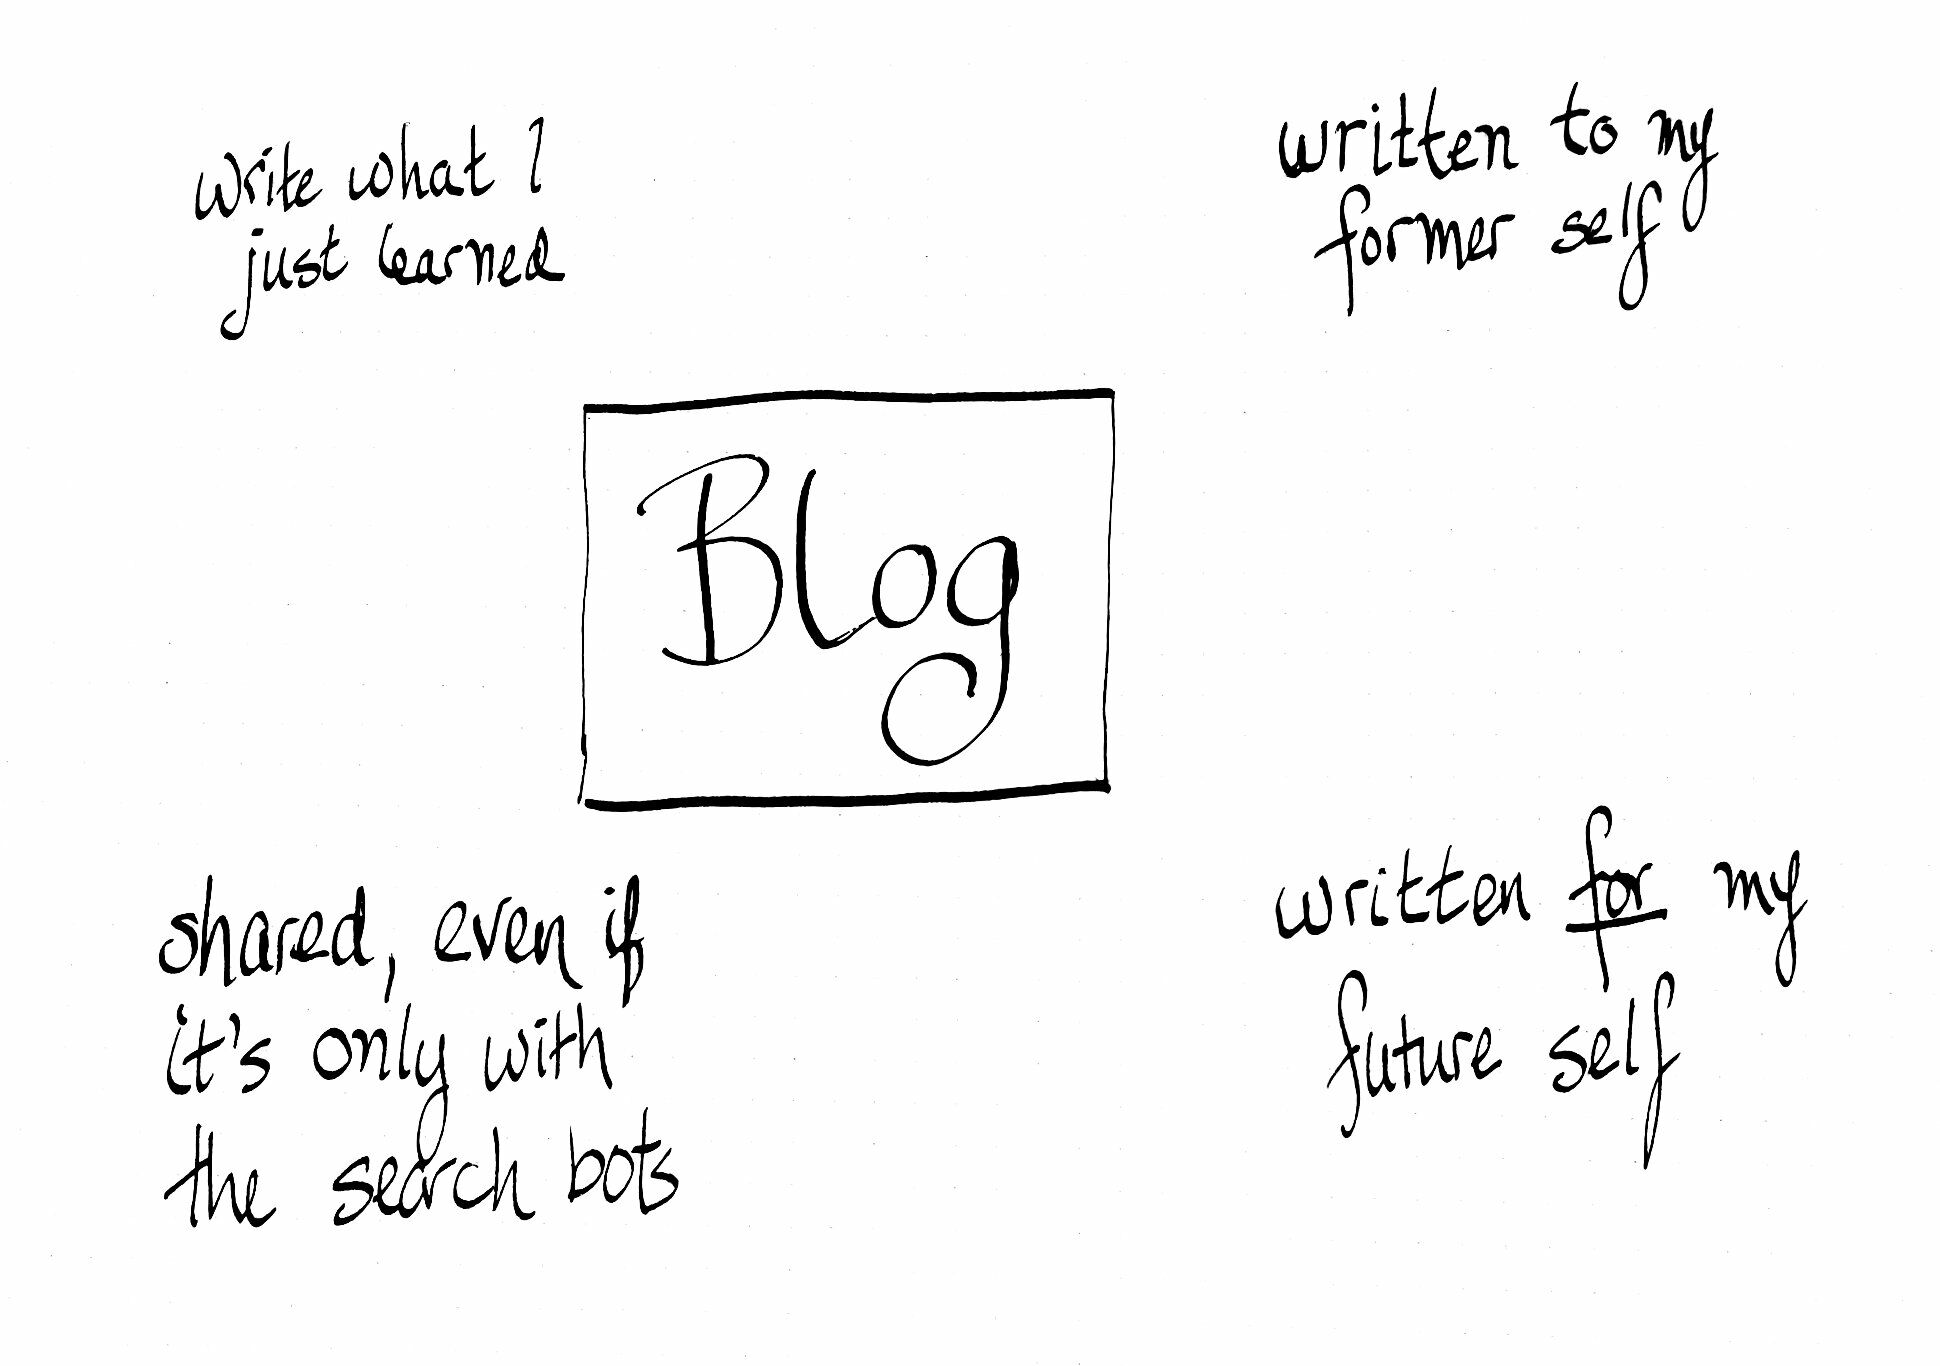 write what I
just learned
written to my
former self
Blog
shared, even if
it's only with
the search bots
written for my
future self